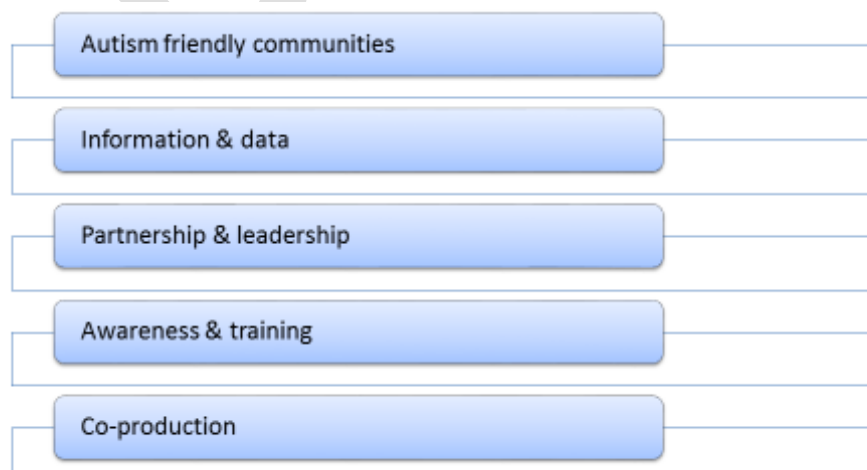 Autism friendly communities
Information & data
Partnership & leadership
Awareness & training
Co-production